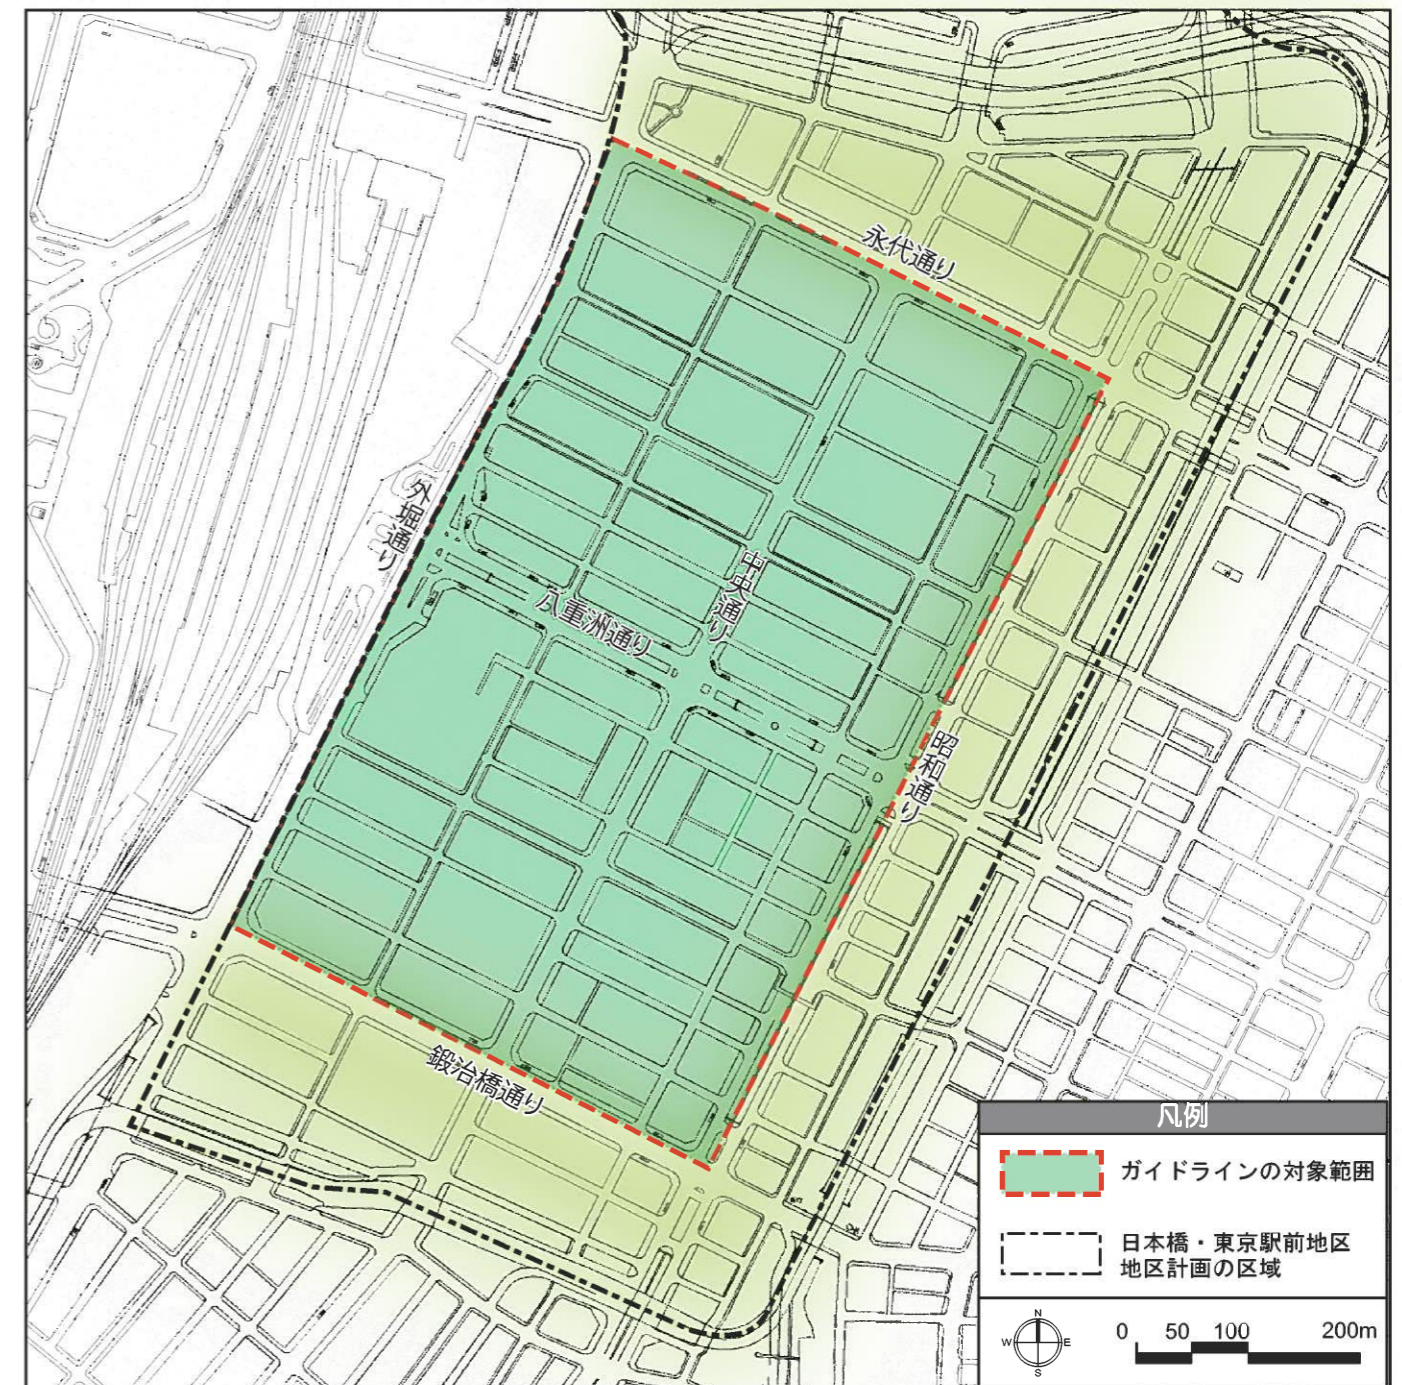 永代通り
外堀通り
中央通り
八重洲通り
昭和通り
鍛冶橋通り
凡例
ガイドラインの対象範囲
日本橋・東京駅前地区
地区計画の区域
N
W
E
S
0 50 100 200m